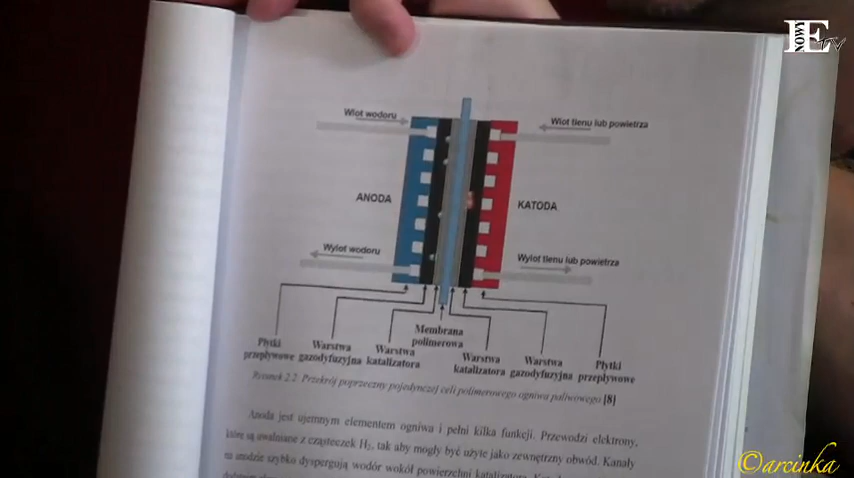 NOWA
E
TV
Wlot wodoru
Wlot tlenu lub powietrza
ANODA
KATODA
Wylot wodoru
Wylot tlenu lub powietrza
Płytki
przepływowe
Warstwa
gazodyfuzyjna
Warstwa
katalizatora
Membrana
polimerowa
Warstwa
katalizatora
Warstwa
gazodyfuzyjna
Płytki
przepływowe
Rysunek 2.2. Przekrój poprzeczny pojedynczej celi polimerowego ogniwa paliwowego [8]
Anoda jest ujemnym elementem ogniwa i pełni kilka funkcji. Przewodzi elektrony,
które są uwalniane z cząsteczek H₂, tak aby mogły być użyte jako zewnętrzny obwód. Kanały
na anodzie szybko dyspergują wodór wokół powierzchni katalizatora.
©arcinka